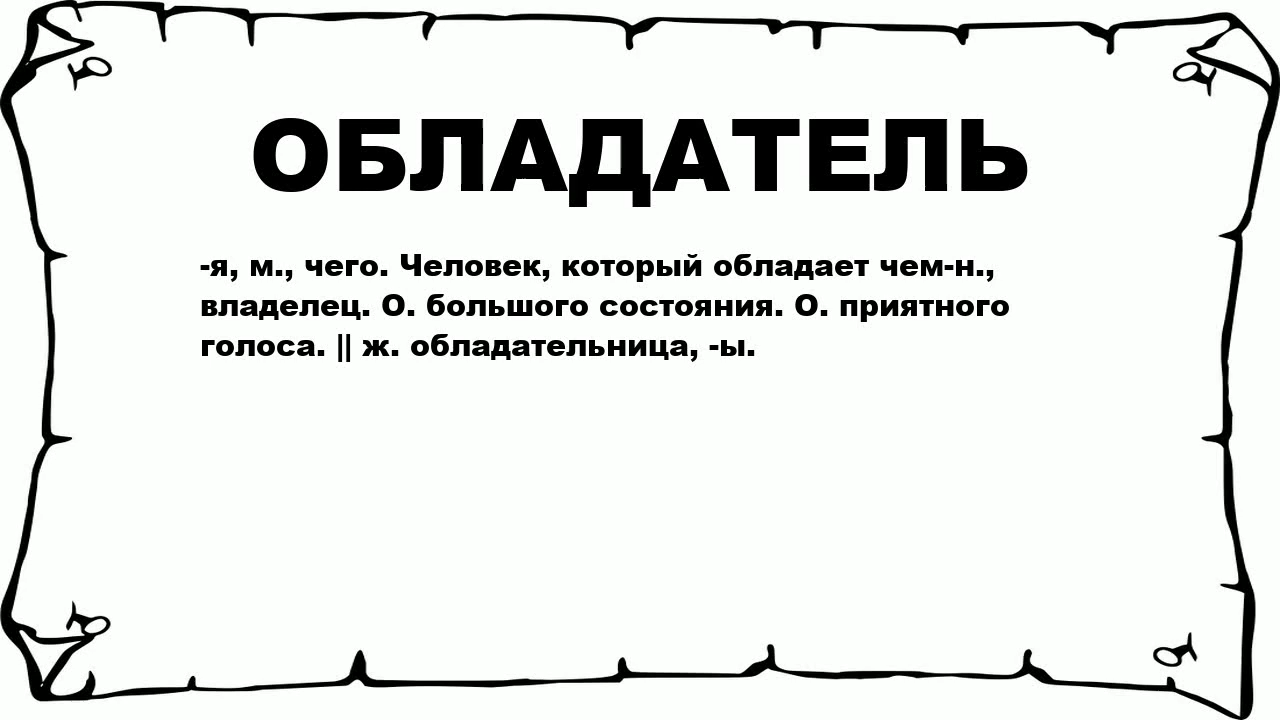 ОБЛАДАТЕЛЬ
-я, м., чего. Человек, который обладает чем-н.,
владелец. О. большого состояния. О. приятного
голоса. || ж. обладательница, -ы.